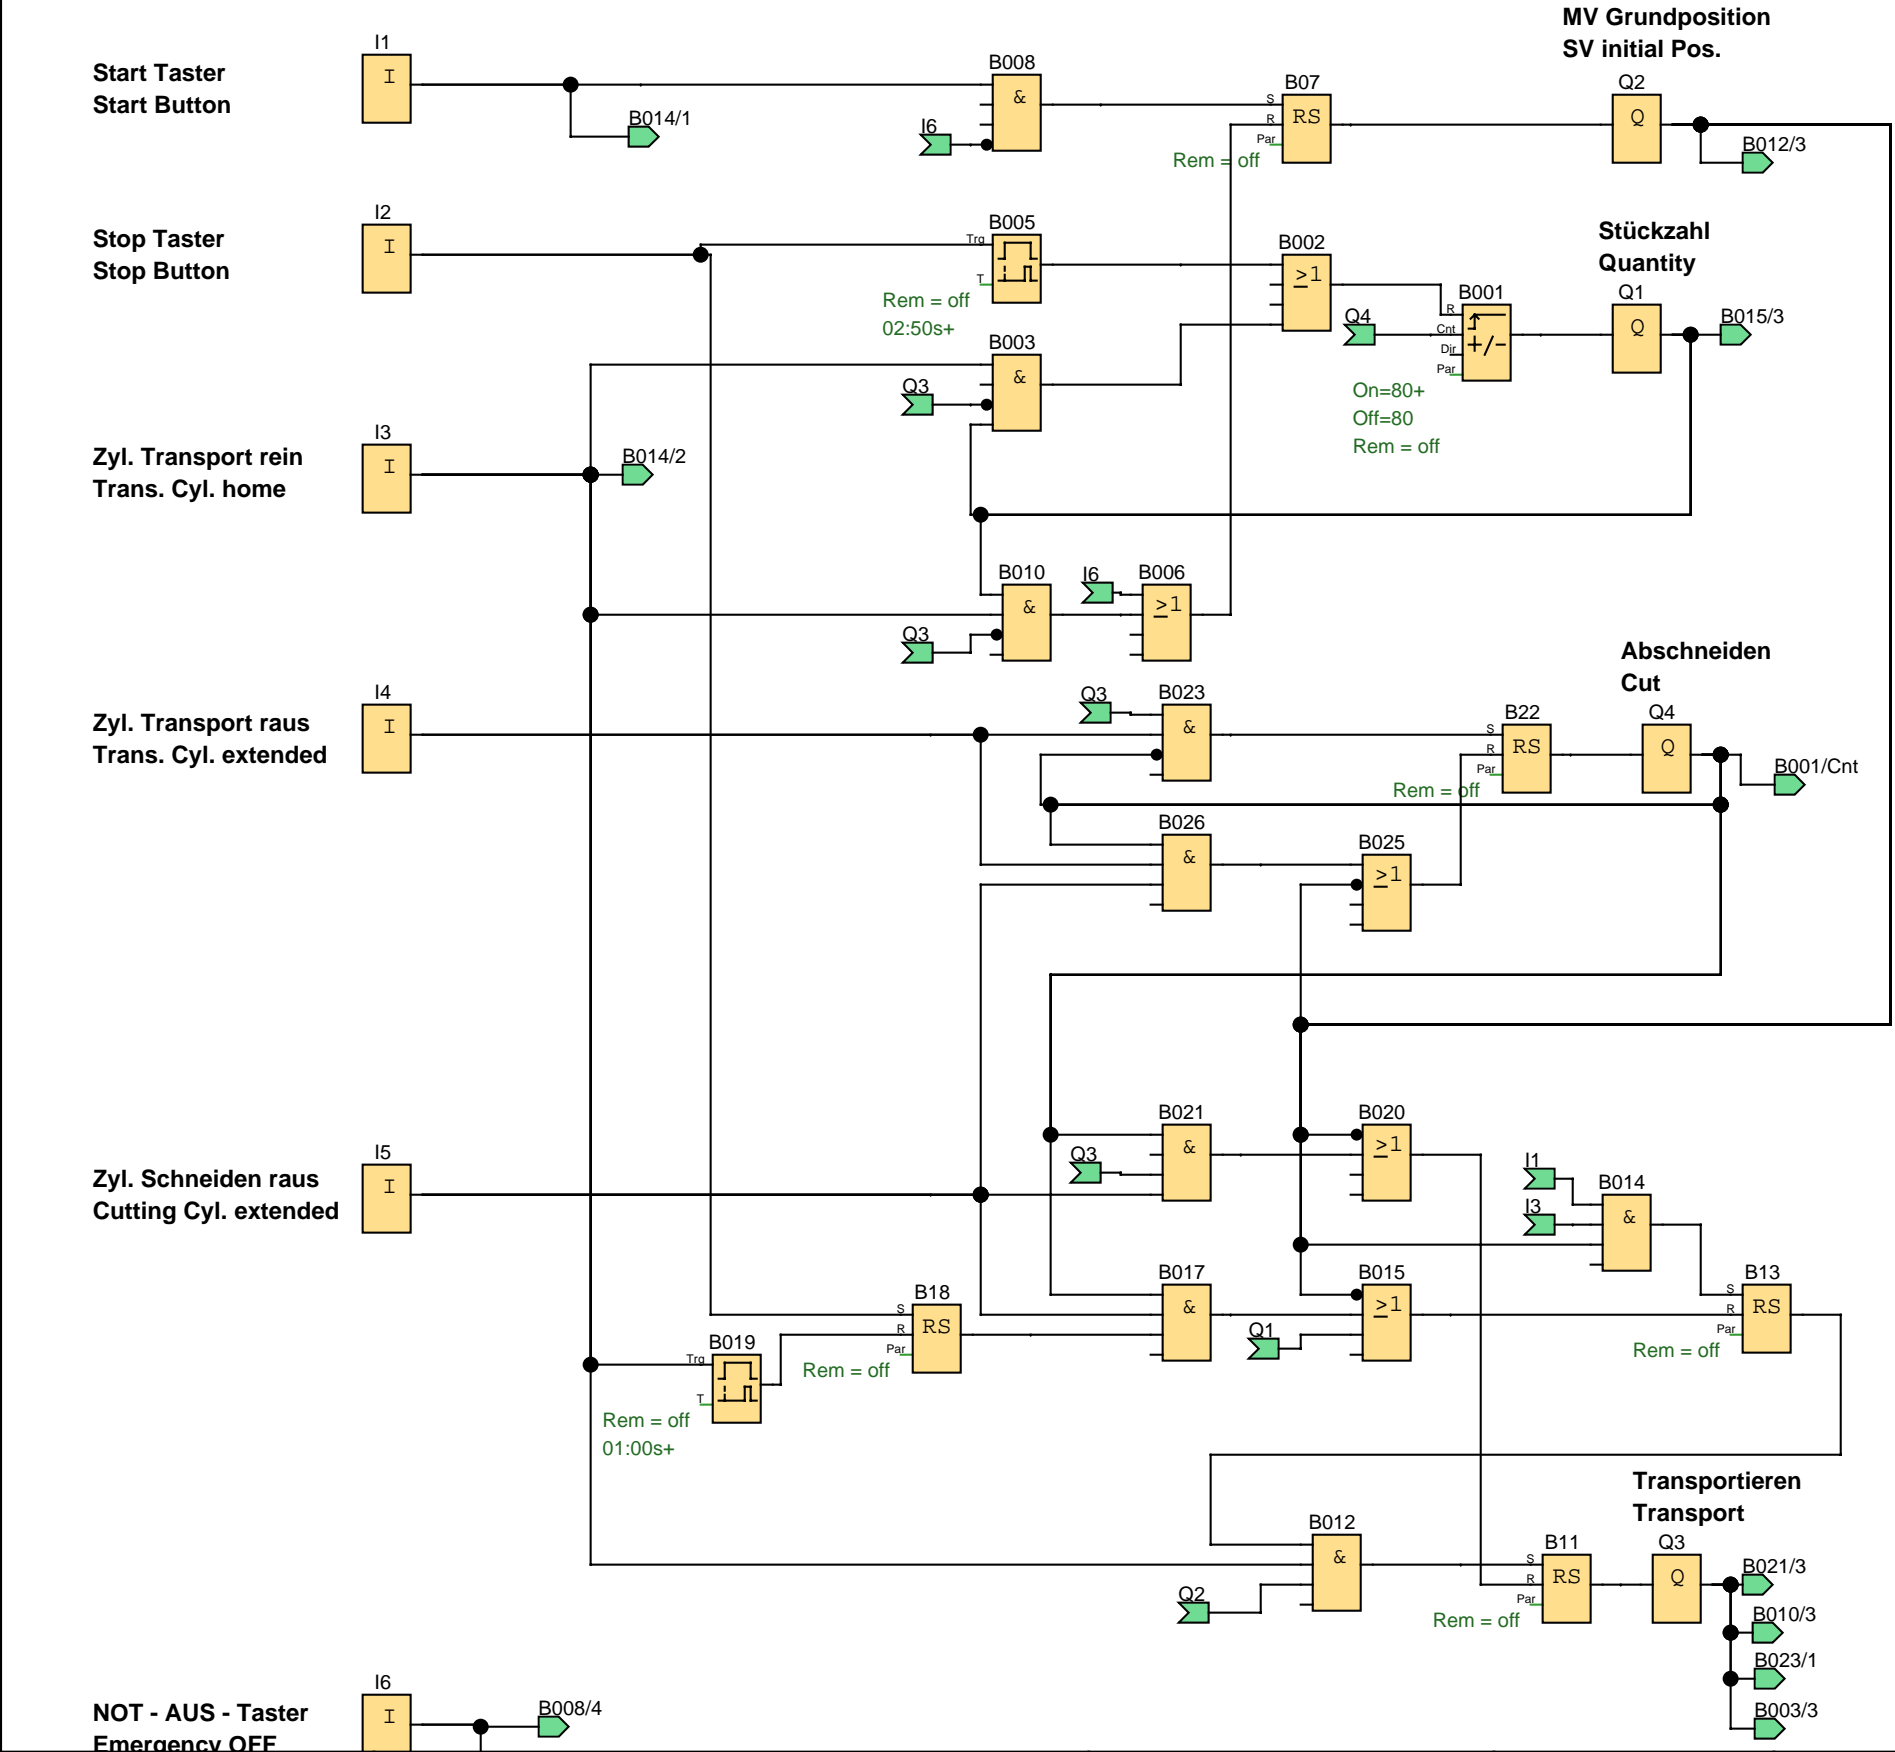 MV Grundposition
SV initial Pos.
I1
I
Start Taster
Start Button
B014/1
I6
B008
&
B07
S
R
Par
RS
Rem = off
Q2
Q
B012/3
I2
I
Stop Taster
Stop Button
B005
Trg
T
Rem = off
02:50s+
B002
≥1
Stückzahl
Quantity
B001
R
Cnt
Dir
Par
+/-
Q4
On=80+
Off=80
Rem = off
Q1
Q
B015/3
B003
&
Q3
I3
I
Zyl. Transport rein
Trans. Cyl. home
B014/2
B010
&
Q3
I6
B006
≥1
Abschneiden
Cut
I4
I
Zyl. Transport raus
Trans. Cyl. extended
Q3
B023
&
B22
S
R
Par
RS
Rem = off
Q4
Q
B001/Cnt
B026
&
B025
≥1
I5
I
Zyl. Schneiden raus
Cutting Cyl. extended
B021
&
Q3
B020
≥1
I1
I3
B014
&
B18
S
R
Par
RS
Rem = off
B019
Trg
T
Rem = off
01:00s+
B017
&
Q1
B015
≥1
B13
S
R
Par
RS
Rem = off
Transportieren
Transport
B012
&
Q2
B11
S
R
Par
RS
Rem = off
Q3
Q
B021/3
B010/3
B023/1
B003/3
I6
I
NOT - AUS - Taster
Emergency OFF
B008/4